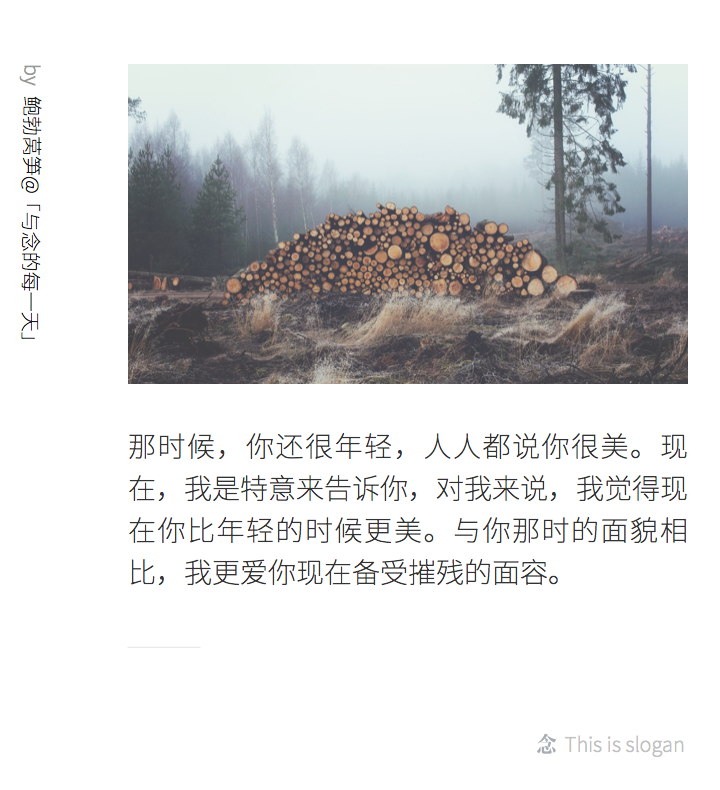 by 鲍勃莴笋@「与念的每一天」
那时候，你还很年轻，人人都说你很美。现
在，我是特意来告诉你，对我来说，我觉得现
在你比年轻的时候更美。与你那时的面貌相
比，我更爱你现在备受摧残的面容。
念 This is slogan